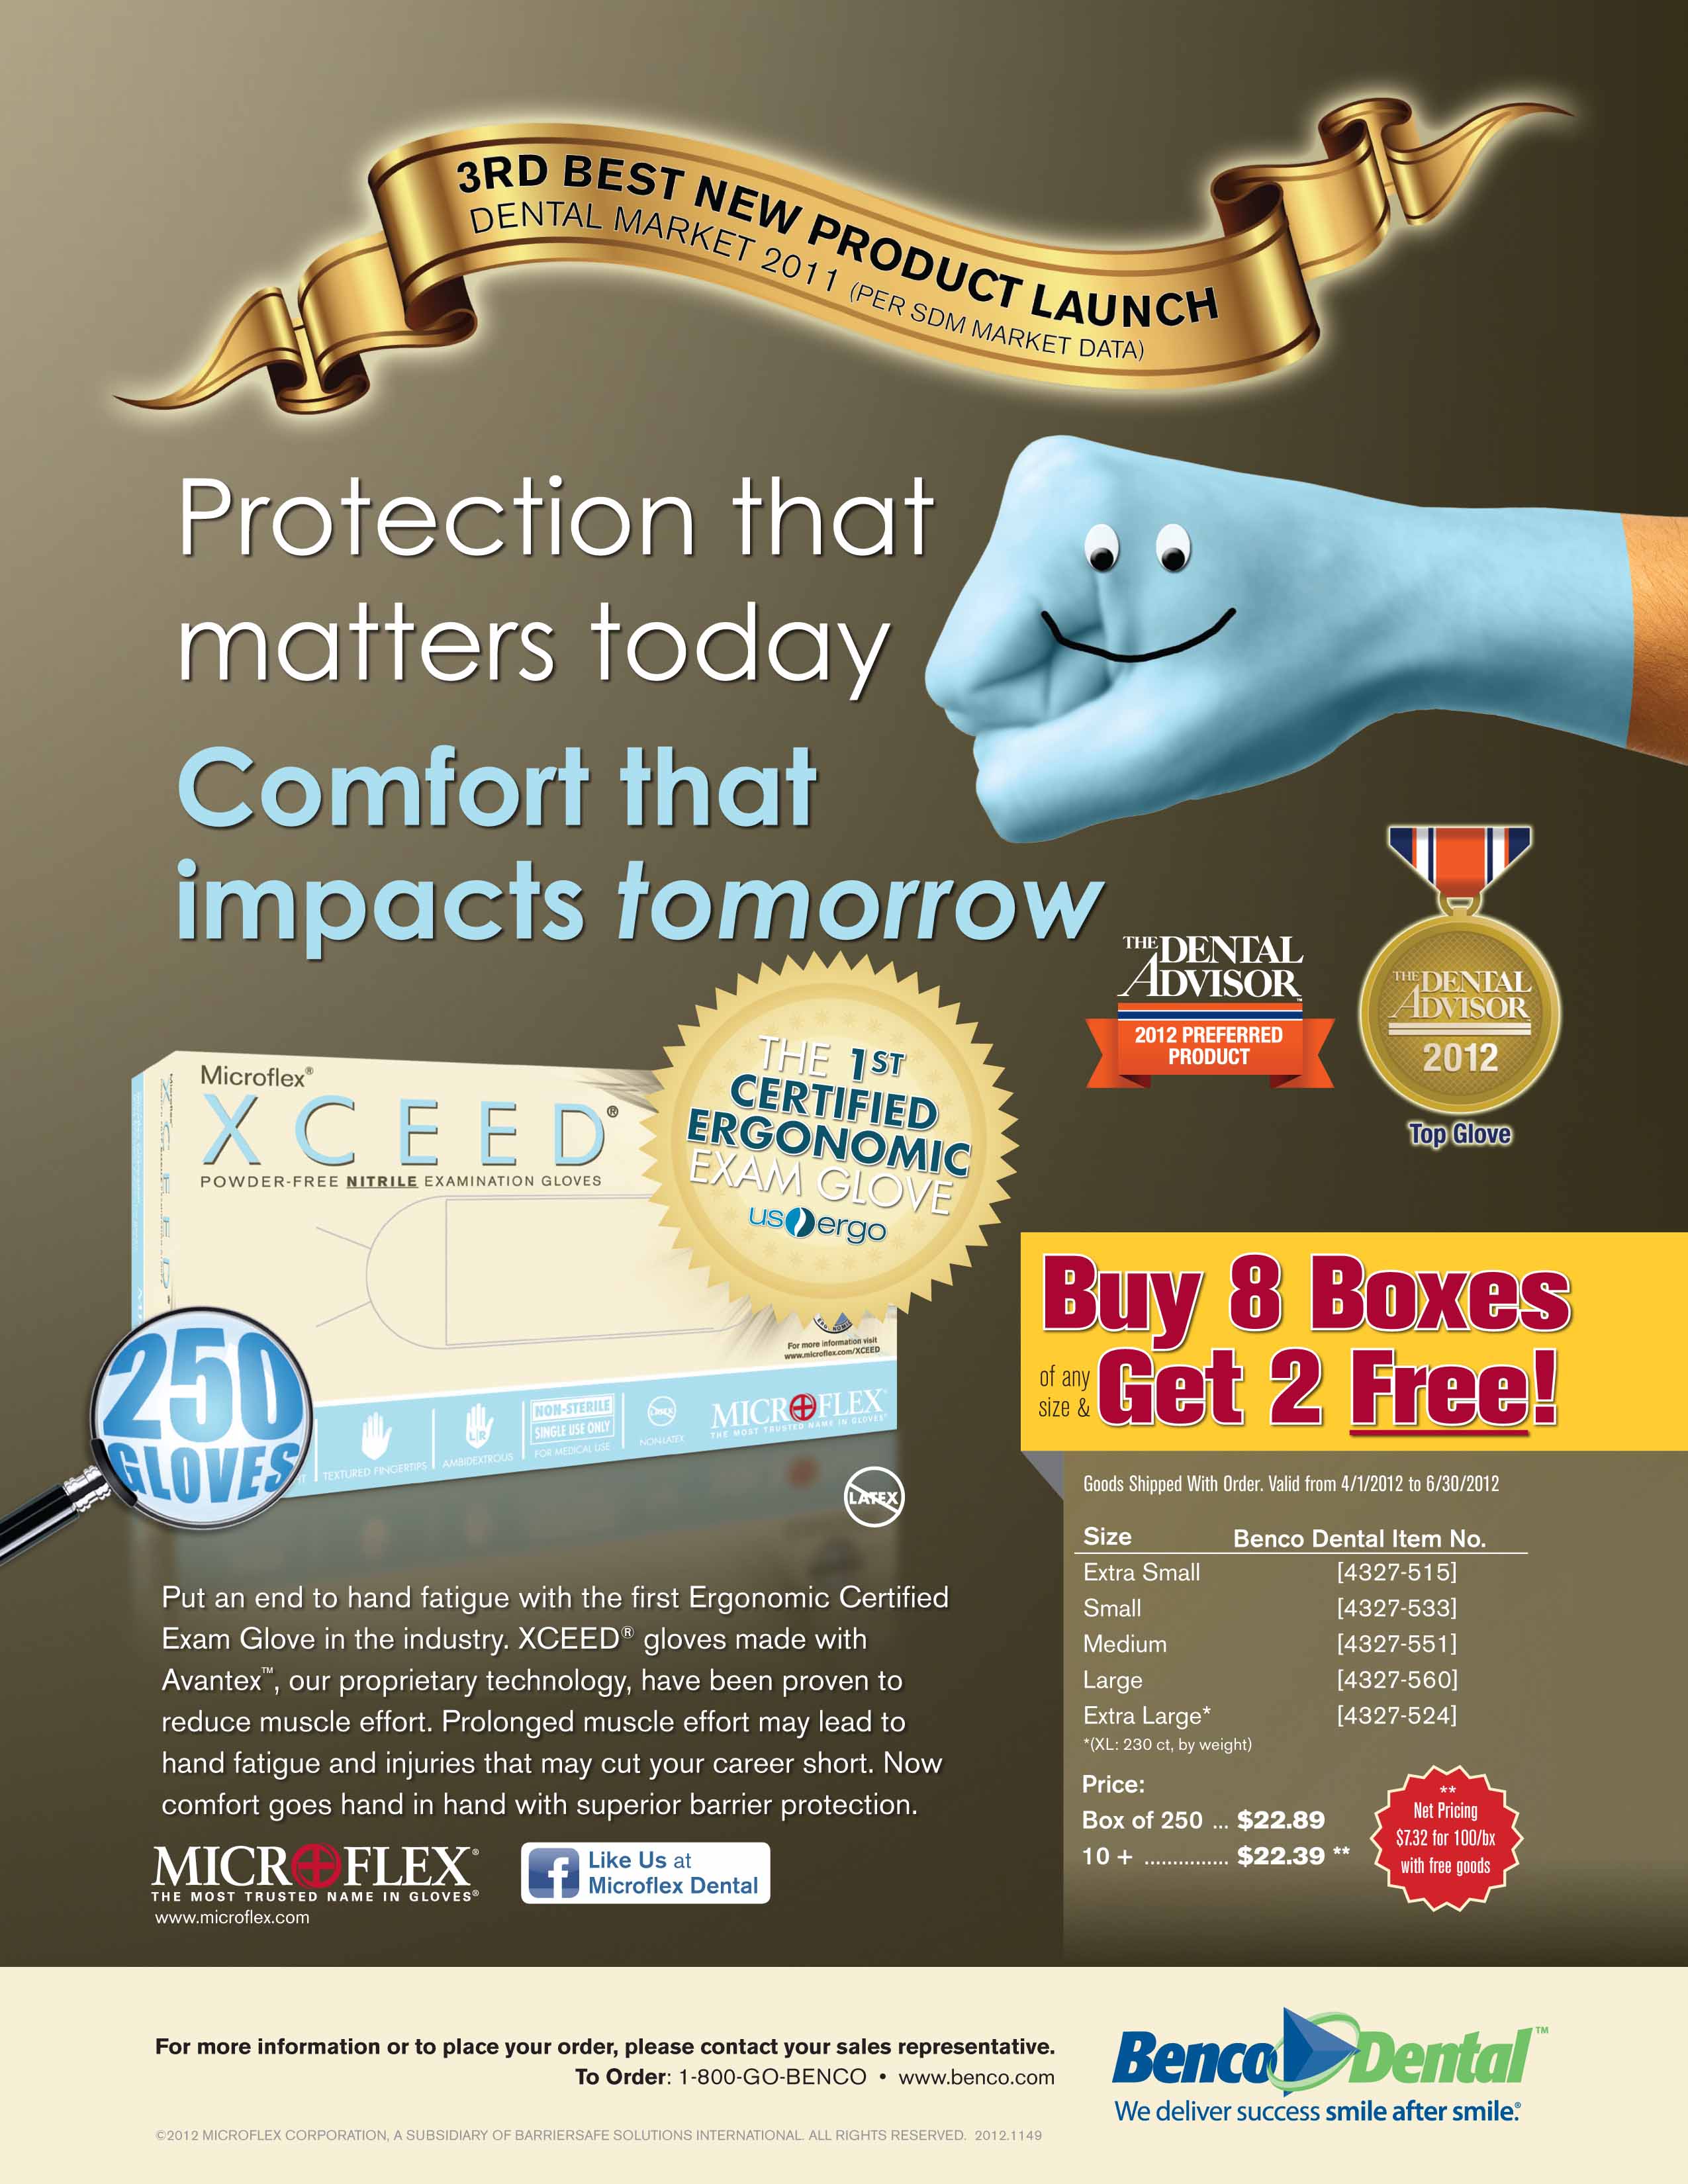 3RD BEST NEW PRODUCT LAUNCH
DENTAL MARKET 2011 (PER SDM MARKET DATA)
Protection that
matters today
Comfort that
impacts tomorrow
THE DENTAL
ADVISOR™
2012 PREFERRED
PRODUCT
THE DENTAL
ADVISOR
2012
Top Glove
Microflex®
XCEED®
POWDER-FREE NITRILE EXAMINATION GLOVES
THE 1ST
CERTIFIED
ERGONOMIC
EXAM GLOVE
us ergo
For more information visit
www.microflex.com/XCEED
250
GLOVES
TEXTURED FINGERTIPS
L/R
AMBIDEXTROUS
NON-STERILE
SINGLE USE ONLY
FOR MEDICAL USE
LATEX
NON-LATEX
MICROFLEX®
THE MOST TRUSTED NAME IN GLOVES®
LATEX
Buy 8 Boxes
of any
size &
Get 2 Free!
Goods Shipped With Order. Valid from 4/1/2012 to 6/30/2012
Size Benco Dental Item No.
Extra Small [4327-515]
Small [4327-533]
Medium [4327-551]
Large [4327-560]
Extra Large* [4327-524]
*(XL: 230 ct, by weight)
Price:
Box of 250 ... $22.89
10 + .............. $22.39 **
**
Net Pricing
$7.32 for 100/bx
with free goods
Put an end to hand fatigue with the first Ergonomic Certified
Exam Glove in the industry. XCEED® gloves made with
Avantex™, our proprietary technology, have been proven to
reduce muscle effort. Prolonged muscle effort may lead to
hand fatigue and injuries that may cut your career short. Now
comfort goes hand in hand with superior barrier protection.
MICROFLEX®
THE MOST TRUSTED NAME IN GLOVES®
www.microflex.com
Like Us at
Microflex Dental
For more information or to place your order, please contact your sales representative.
To Order: 1-800-GO-BENCO • www.benco.com
©2012 MICROFLEX CORPORATION, A SUBSIDIARY OF BARRIERSAFE SOLUTIONS INTERNATIONAL. ALL RIGHTS RESERVED. 2012.1149
Benco Dental™
We deliver success smile after smile.®